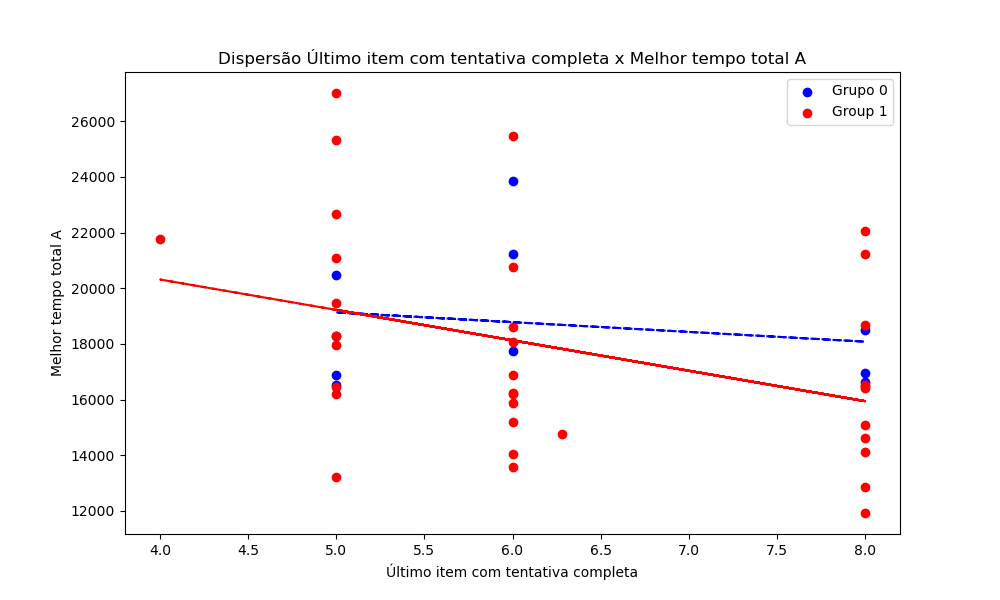 Dispersão Último item com tentativa completa x Melhor tempo total A
Grupo 0
Group 1
Melhor tempo total A
26000
24000
22000
20000
18000
16000
14000
12000
4.0 4.5 5.0 5.5 6.0 6.5 7.0 7.5 8.0
Último item com tentativa completa